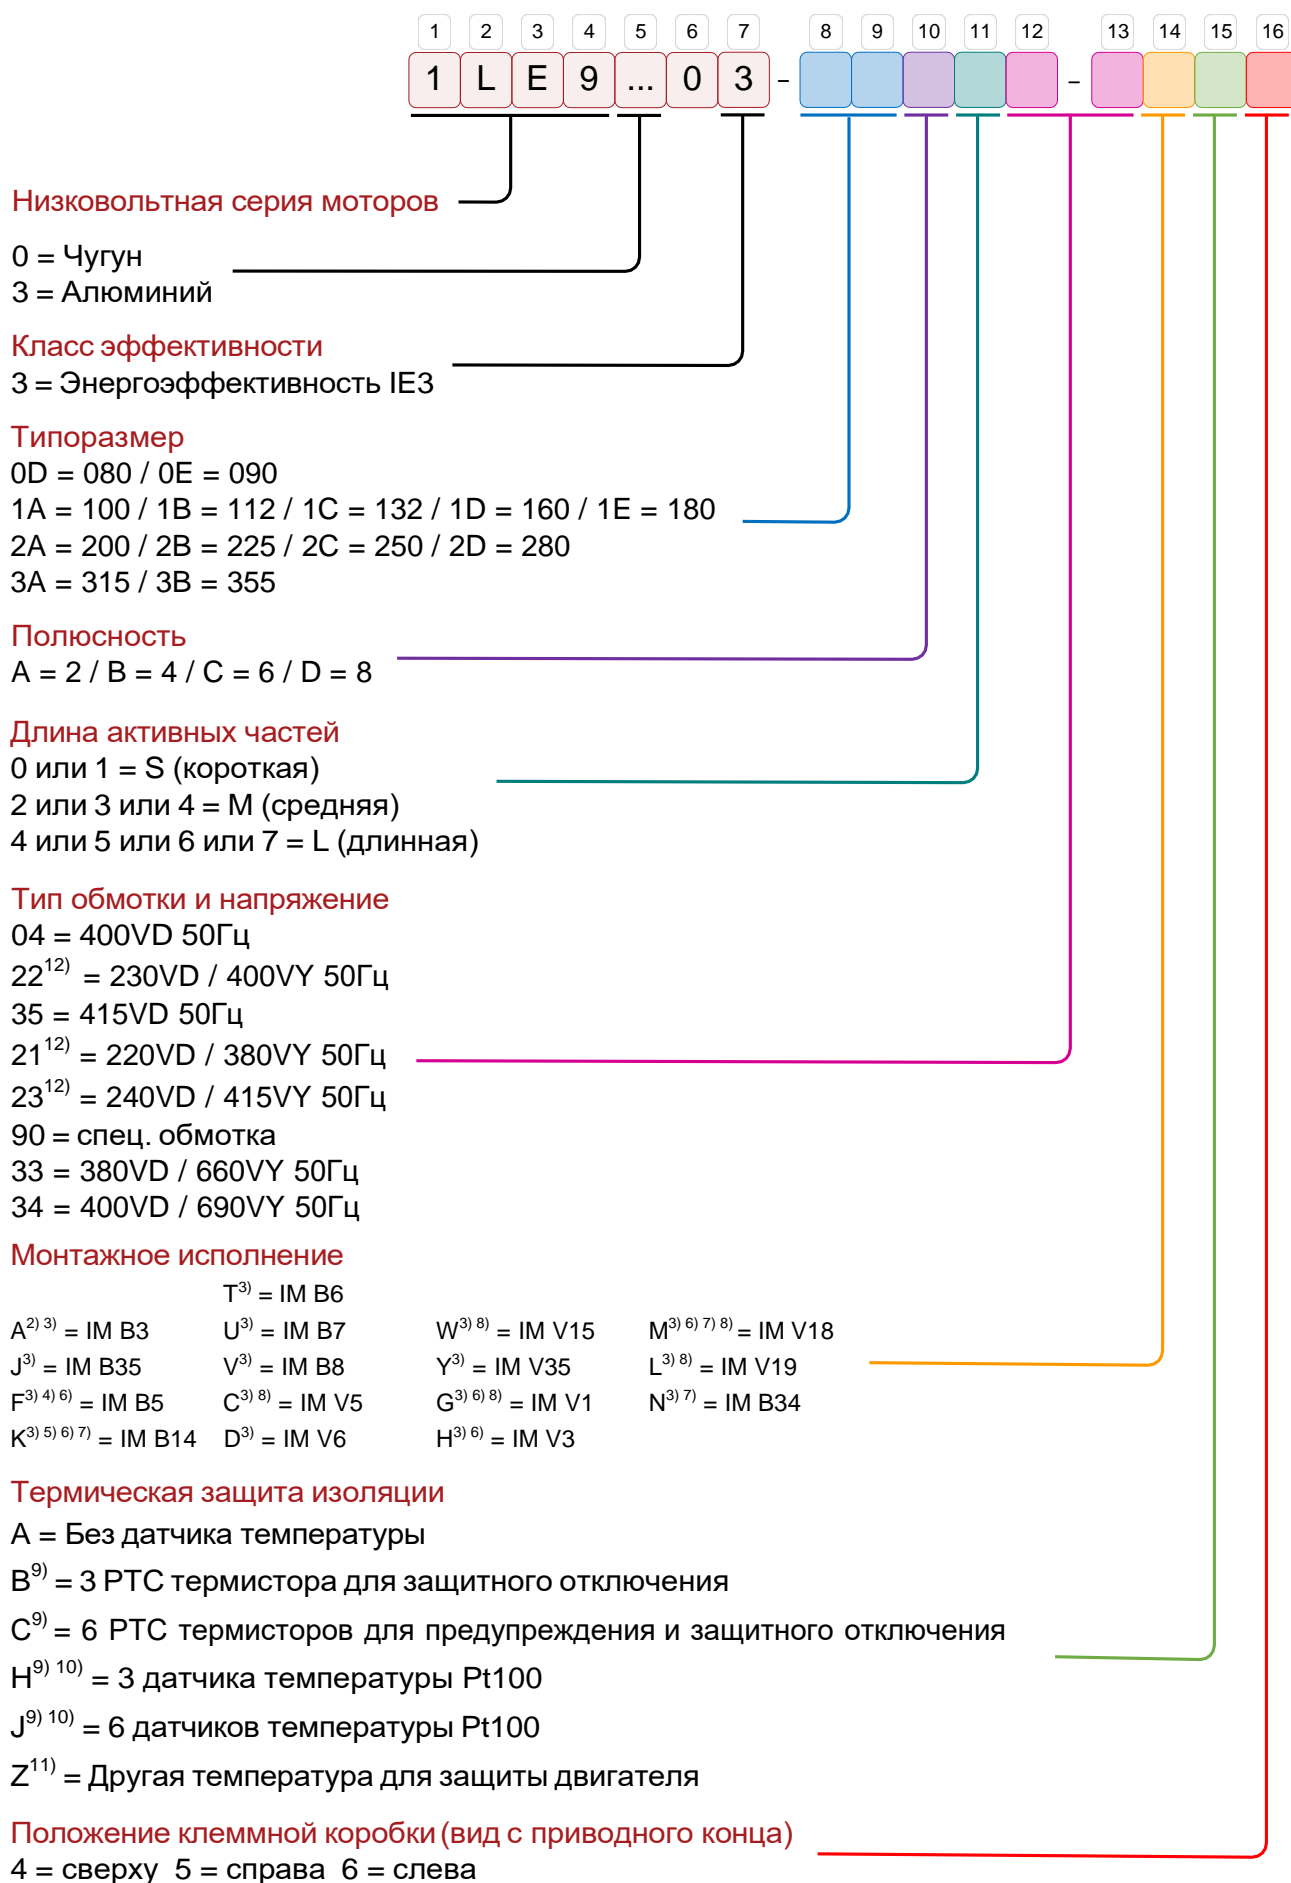 1 2 3 4 5 6 7 8 9 10 11 12 13 14 15 16
1 L E 9 ... 0 3 - -
Низковольтная серия моторов
0 = Чугун
3 = Алюминий
Класс эффективности
3 = Энергоэффективность IE3
Типоразмер
0D = 080 / 0E = 090
1A = 100 / 1B = 112 / 1C = 132 / 1D = 160 / 1E = 180
2A = 200 / 2B = 225 / 2C = 250 / 2D = 280
3A = 315 / 3B = 355
Полюсность
A = 2 / B = 4 / C = 6 / D = 8
Длина активных частей
0 или 1 = S (короткая)
2 или 3 или 4 = M (средняя)
4 или 5 или 6 или 7 = L (длинная)
Тип обмотки и напряжение
04 = 400VD 50Гц
22¹²⁾ = 230VD / 400VY 50Гц
35 = 415VD 50Гц
21¹²⁾ = 220VD / 380VY 50Гц
23¹²⁾ = 240VD / 415VY 50Гц
90 = спец. обмотка
33 = 380VD / 660VY 50Гц
34 = 400VD / 690VY 50Гц
Монтажное исполнение
T³⁾ = IM B6
A²⁾ ³⁾ = IM B3 U³⁾ = IM B7 W³⁾ ⁸⁾ = IM V15 M³⁾ ⁶⁾ ⁷⁾ ⁸⁾ = IM V18
J³⁾ = IM B35 V³⁾ = IM B8 Y³⁾ = IM V35 L³⁾ ⁸⁾ = IM V19
F³⁾ ⁴⁾ ⁶⁾ = IM B5 C³⁾ ⁸⁾ = IM V5 G³⁾ ⁶⁾ ⁸⁾ = IM V1 N³⁾ ⁷⁾ = IM B34
K³⁾ ⁵⁾ ⁶⁾ ⁷⁾ = IM B14 D³⁾ = IM V6 H³⁾ ⁶⁾ = IM V3
Термическая защита изоляции
A = Без датчика температуры
B⁹⁾ = 3 РТС термистора для защитного отключения
C⁹⁾ = 6 РТС термисторов для предупреждения и защитного отключения
H⁹⁾ ¹⁰⁾ = 3 датчика температуры Pt100
J⁹⁾ ¹⁰⁾ = 6 датчиков температуры Pt100
Z¹¹⁾ = Другая температура для защиты двигателя
Положение клеммной коробки (вид с приводного конца)
4 = сверху 5 = справа 6 = слева